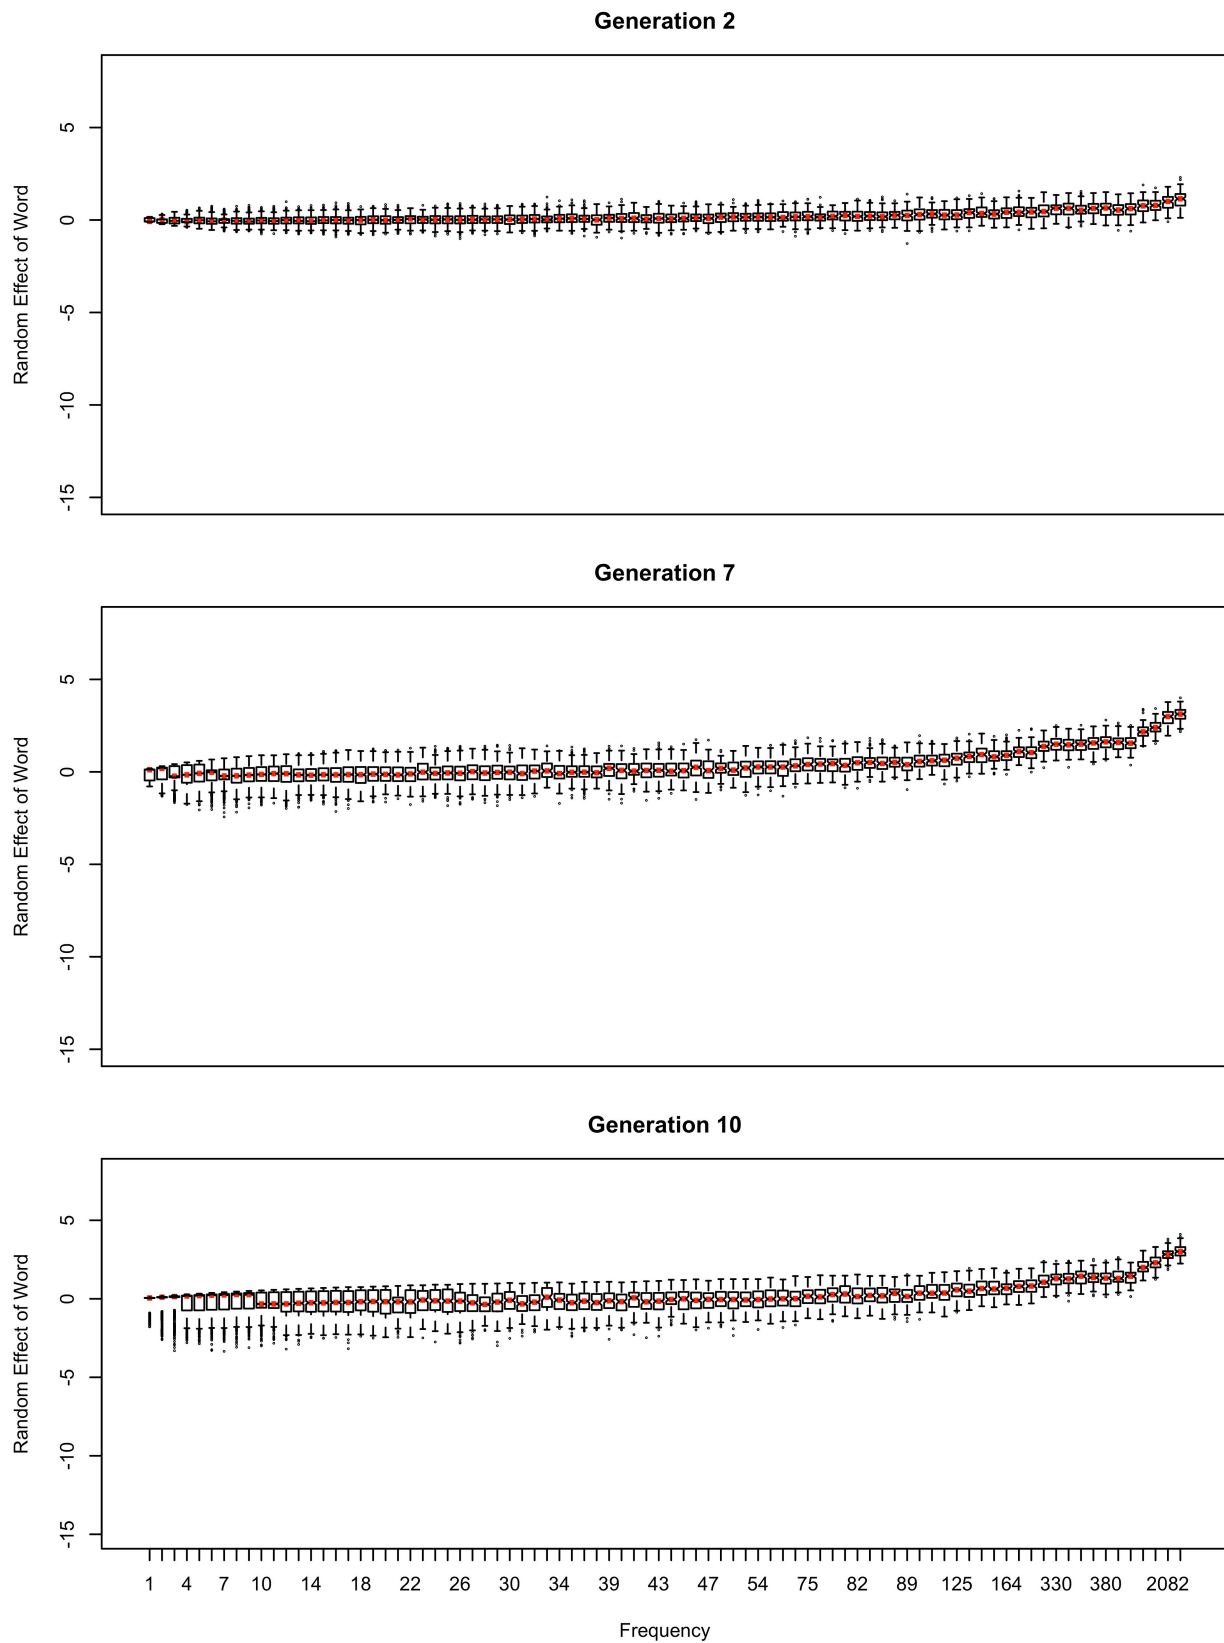 Generation 2
Random Effect of Word
5
0
-5
-10
-15
Generation 7
Random Effect of Word
5
0
-5
-10
-15
Generation 10
Random Effect of Word
5
0
-5
-10
-15
1 4 7 10 14 18 22 26 30 34 39 43 47 54 75 82 89 125 164 330 380 2082
Frequency